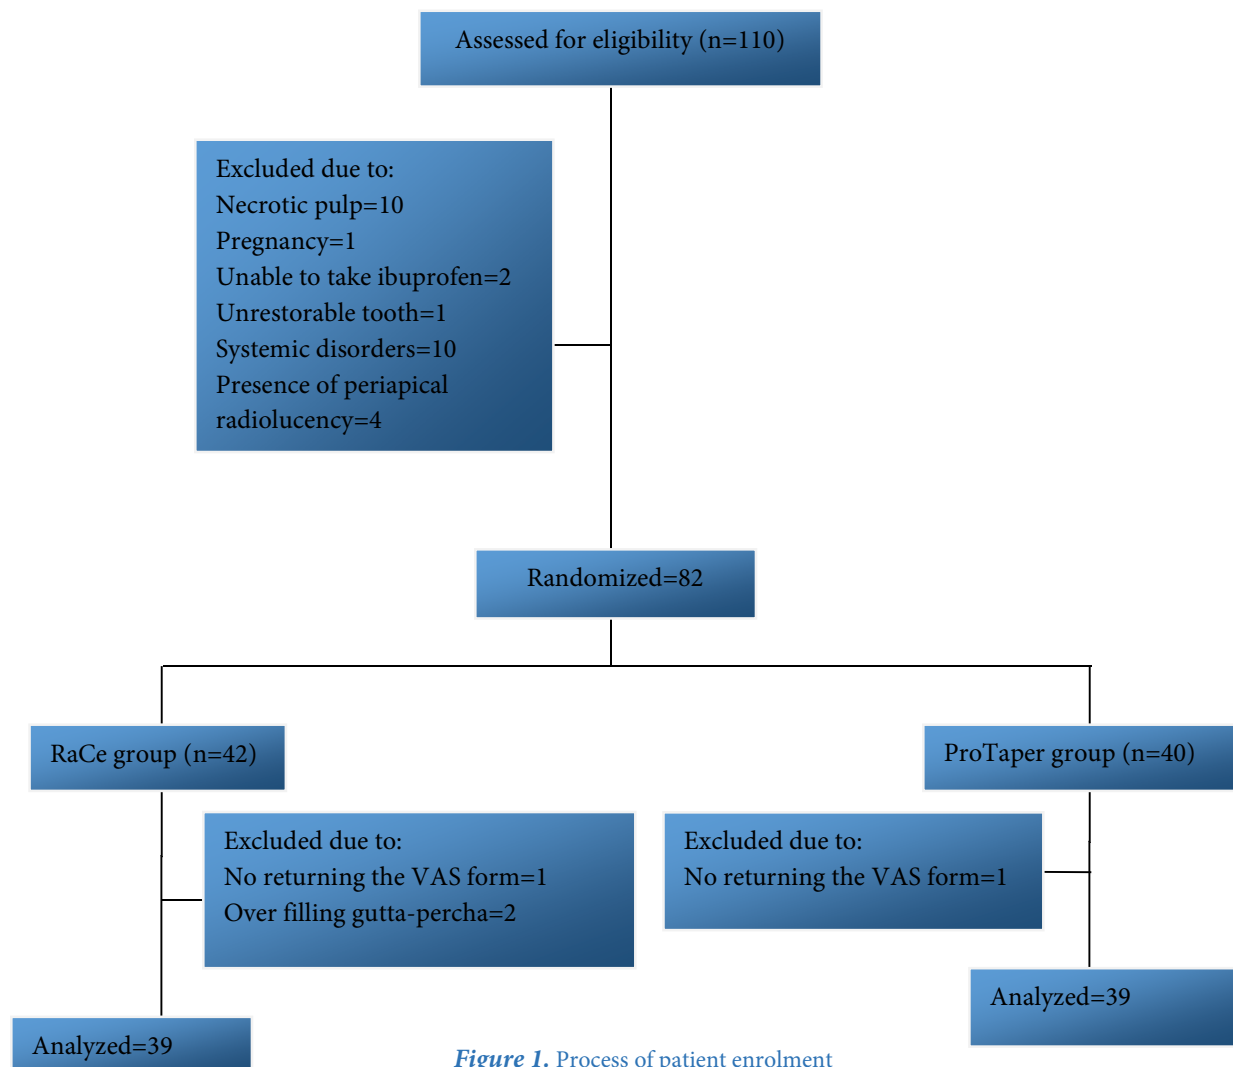 Assessed for eligibility (n=110)
Excluded due to:
Necrotic pulp=10
Pregnancy=1
Unable to take ibuprofen=2
Unrestorable tooth=1
Systemic disorders=10
Presence of periapical
radiolucency=4
Randomized=82
RaCe group (n=42)
ProTaper group (n=40)
Excluded due to:
No returning the VAS form=1
Over filling gutta-percha=2
Excluded due to:
No returning the VAS form=1
Analyzed=39
Analyzed=39
Figure 1. Process of patient enrolment